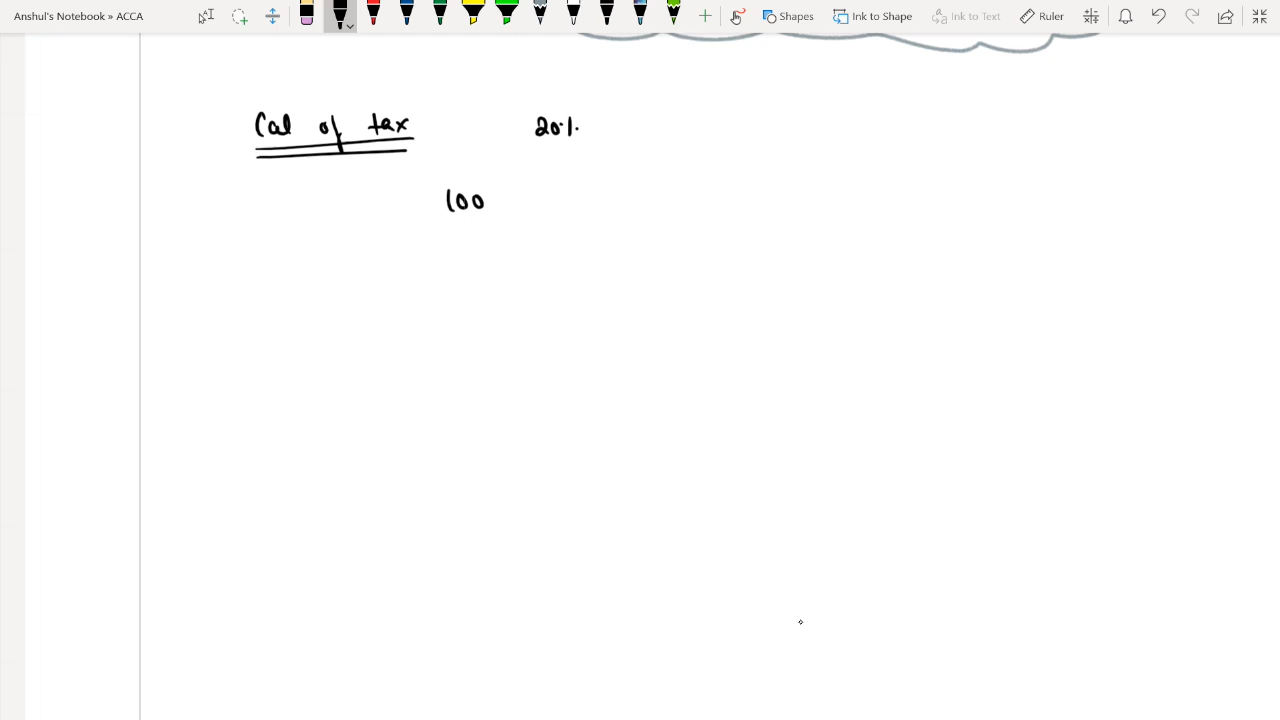 Anshul's Notebook » ACCA Shapes Ink to Shape Ink to Text Ruler
Cal of tax 20%.
100